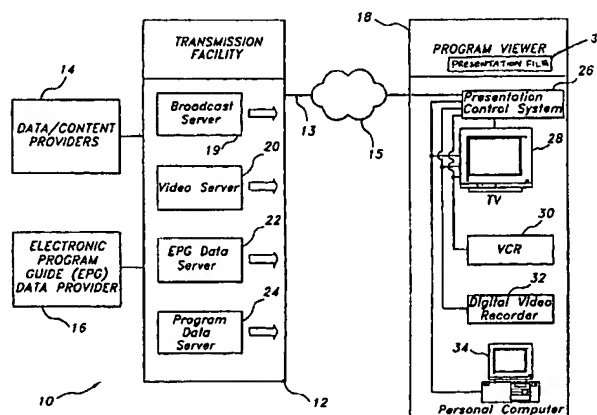 14
DATA/CONTENT
PROVIDERS
ELECTRONIC
PROGRAM
GUIDE (EPG)
DATA PROVIDER
16
10
TRANSMISSION
FACILITY
Broadcast
Server
19
20
Video Server
22
EPG Data
Server
24
Program
Data
Server
12
13
15
18
PROGRAM VIEWER
PRESENTATION FILE
3
26
Presentation
Control System
28
TV
30
VCR
32
Digital Video
Recorder
34
Personal Computer